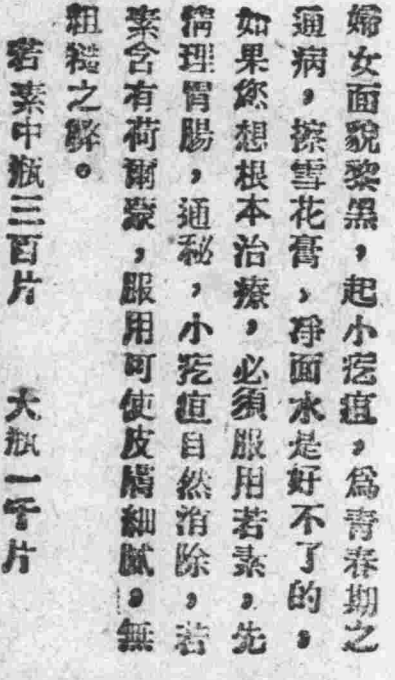 婦女面貌黎黑，起小疙疸，為青春期之
通病，擦雪花膏、凈面水是好不了的，
如果您想根本治療，必須服用若素，先
清理胃腸，通秘，小疙疸自然消除，若
素含有荷爾蒙，服用可使皮膚細膩，無
粗糙之弊。
若素中瓶三百片　大瓶一千片